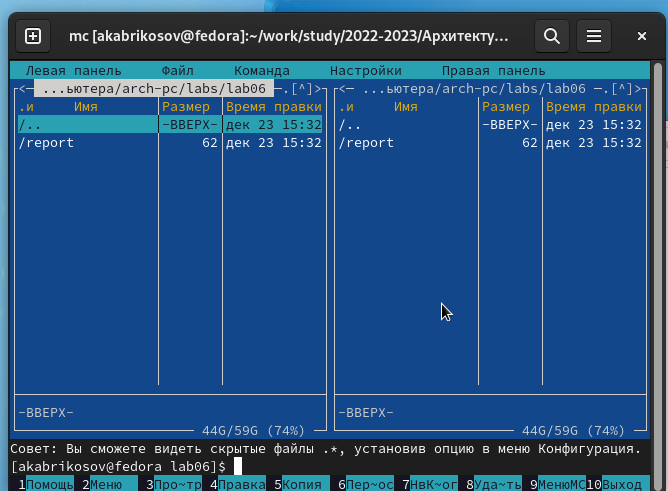 mc [akabrikosov@fedora]:~/work/study/2022-2023/Архитекту...
Левая панель Файл Команда Настройки Правая панель
<— ...ьютера/arch-pc/labs/lab06 —.[^]> <— ...ьютера/arch-pc/labs/lab06 —.[^]>
.и Имя Размер Время правки .и Имя Размер Время правки
/.. -ВВЕРХ- дек 23 15:32 /.. -ВВЕРХ- дек 23 15:32
/report 62 дек 23 15:32 /report 62 дек 23 15:32
-ВВЕРХ- -ВВЕРХ-
44G/59G (74%) 44G/59G (74%)
Совет: Вы сможете видеть скрытые файлы .*, установив опцию в меню Конфигурация.
[akabrikosov@fedora lab06]$
1Помощь 2Меню 3Про~тр 4Правка 5Копия 6Пер~ос 7НвК~ог 8Уда~ть 9МенюMC 10Выход